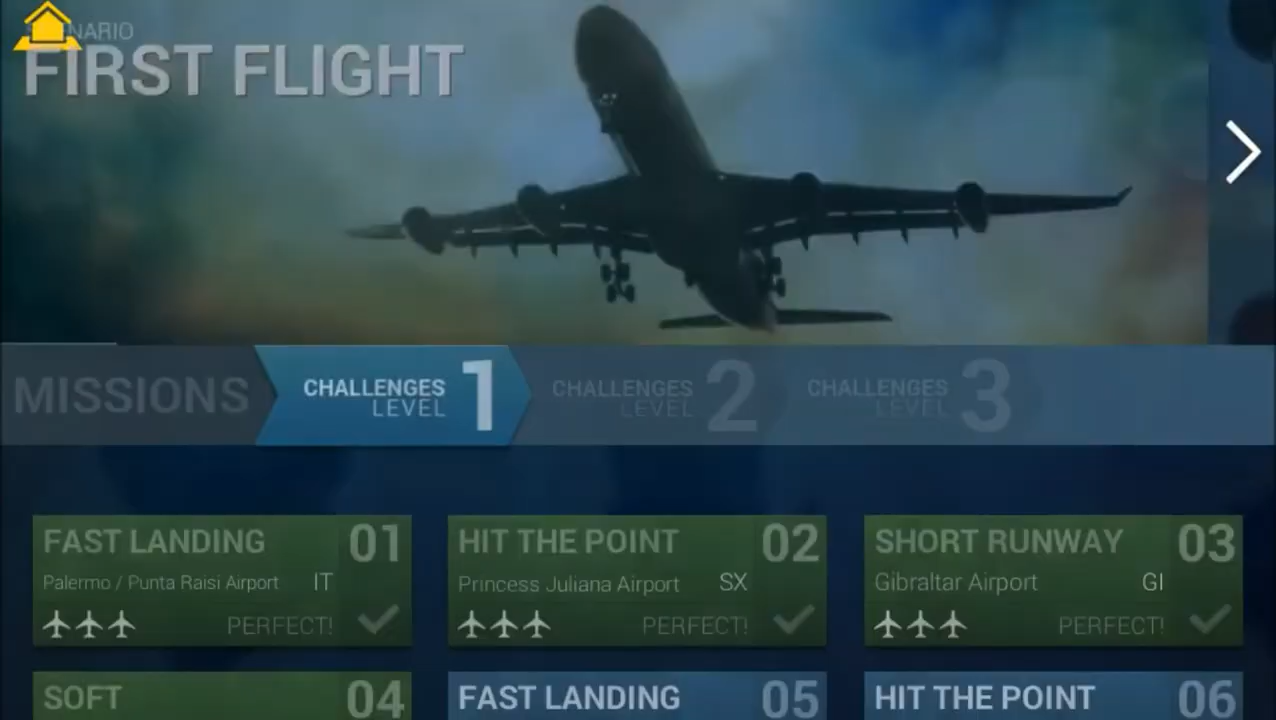 FIRST FLIGHT
MISSIONS
CHALLENGES
LEVEL
1
CHALLENGES
LEVEL
2
CHALLENGES
LEVEL
3
FAST LANDING 01
Palermo / Punta Raisi Airport IT
PERFECT!
HIT THE POINT 02
Princess Juliana Airport SX
PERFECT!
SHORT RUNWAY 03
Gibraltar Airport GI
PERFECT!
SOFT 04
FAST LANDING 05
HIT THE POINT 06